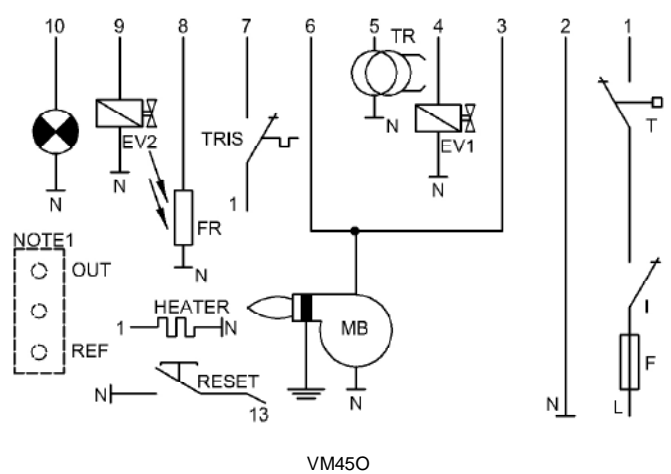 10 9 8 7 6 5 4 3 2 1
TR
N
EV2
TRIS
EV1
T
N
N
N
1
FR
NOTE1
N
OUT
HEATER
1
N
MB
I
REF
F
RESET
N
13
N
N
L
VM45O